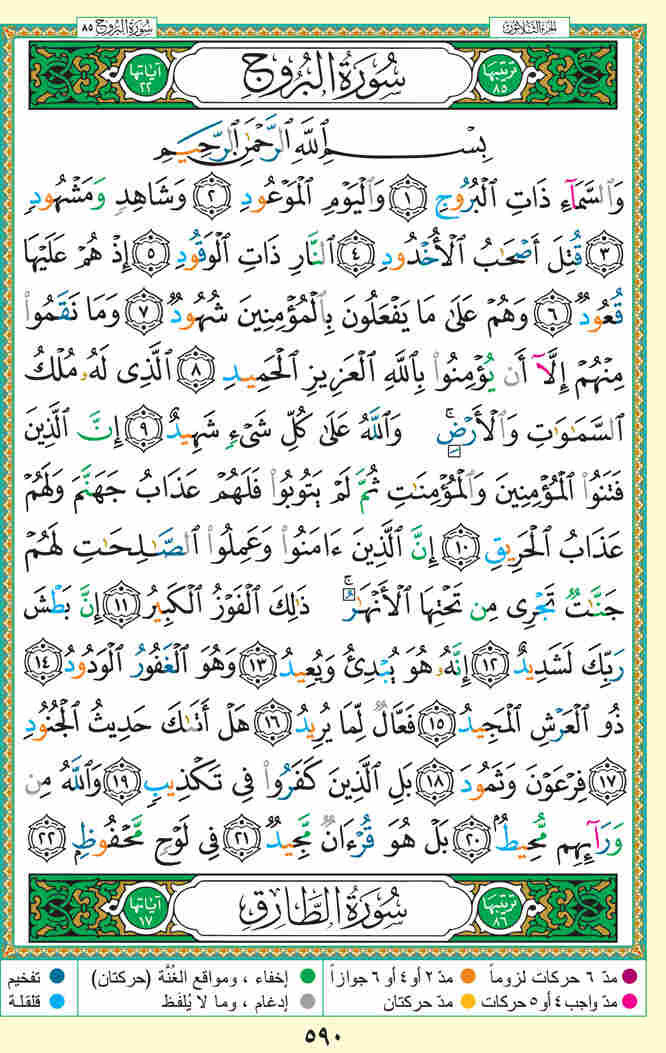 الجزء الثلاثون
سورة البروج ٨٥
ترتيبها ٨٥
سُورَةُ البُرُوجِ
آياتها ٢٢
بِسْمِ ٱللَّهِ ٱلرَّحْمَٰنِ ٱلرَّحِيمِ
وَٱلسَّمَآءِ ذَاتِ ٱلْبُرُوجِ ١ وَٱلْيَوْمِ ٱلْمَوْعُودِ ٢ وَشَاهِدٍ وَمَشْهُودٍ
٣ قُتِلَ أَصْحَٰبُ ٱلْأُخْدُودِ ٤ ٱلنَّارِ ذَاتِ ٱلْوَقُودِ ٥ إِذْ هُمْ عَلَيْهَا
قُعُودٌ ٦ وَهُمْ عَلَىٰ مَا يَفْعَلُونَ بِٱلْمُؤْمِنِينَ شُهُودٌ ٧ وَمَا نَقَمُوا۟
مِنْهُمْ إِلَّآ أَن يُؤْمِنُوا۟ بِٱللَّهِ ٱلْعَزِيزِ ٱلْحَمِيدِ ٨ ٱلَّذِى لَهُۥ مُلْكُ
ٱلسَّمَٰوَٰتِ وَٱلْأَرْضِ ۚ وَٱللَّهُ عَلَىٰ كُلِّ شَىْءٍ شَهِيدٌ ٩ إِنَّ ٱلَّذِينَ
فَتَنُوا۟ ٱلْمُؤْمِنِينَ وَٱلْمُؤْمِنَٰتِ ثُمَّ لَمْ يَتُوبُوا۟ فَلَهُمْ عَذَابُ جَهَنَّمَ وَلَهُمْ
عَذَابُ ٱلْحَرِيقِ ١٠ إِنَّ ٱلَّذِينَ ءَامَنُوا۟ وَعَمِلُوا۟ ٱلصَّٰلِحَٰتِ لَهُمْ
جَنَّٰتٌ تَجْرِى مِن تَحْتِهَا ٱلْأَنْهَٰرُ ۚ ذَٰلِكَ ٱلْفَوْزُ ٱلْكَبِيرُ ١١ إِنَّ بَطْشَ
رَبِّكَ لَشَدِيدٌ ١٢ إِنَّهُۥ هُوَ يُبْدِئُ وَيُعِيدُ ١٣ وَهُوَ ٱلْغَفُورُ ٱلْوَدُودُ ١٤
ذُو ٱلْعَرْشِ ٱلْمَجِيدُ ١٥ فَعَّالٌ لِّمَا يُرِيدُ ١٦ هَلْ أَتَىٰكَ حَدِيثُ ٱلْجُنُودِ
١٧ فِرْعَوْنَ وَثَمُودَ ١٨ بَلِ ٱلَّذِينَ كَفَرُوا۟ فِى تَكْذِيبٍ ١٩ وَٱللَّهُ مِن
وَرَآئِهِم مُّحِيطٌۢ ٢٠ بَلْ هُوَ قُرْءَانٌ مَّجِيدٌ ٢١ فِى لَوْحٍ مَّحْفُوظٍۭ ٢٢
ترتيبها ٨٦
سُورَةُ الطَّارِقِ
آياتها ١٧
مدّ ٦ حركات لزوماً مدّ ٢ أو ٤ أو ٦ جوازاً إخفاء ، ومواقع الغُنَّة (حركتان) تفخيم
مدّ واجب ٤ أو ٥ حركات مدّ حركتان إدغام ، وما لا يُلفَظ قلقلة
٥٩٠